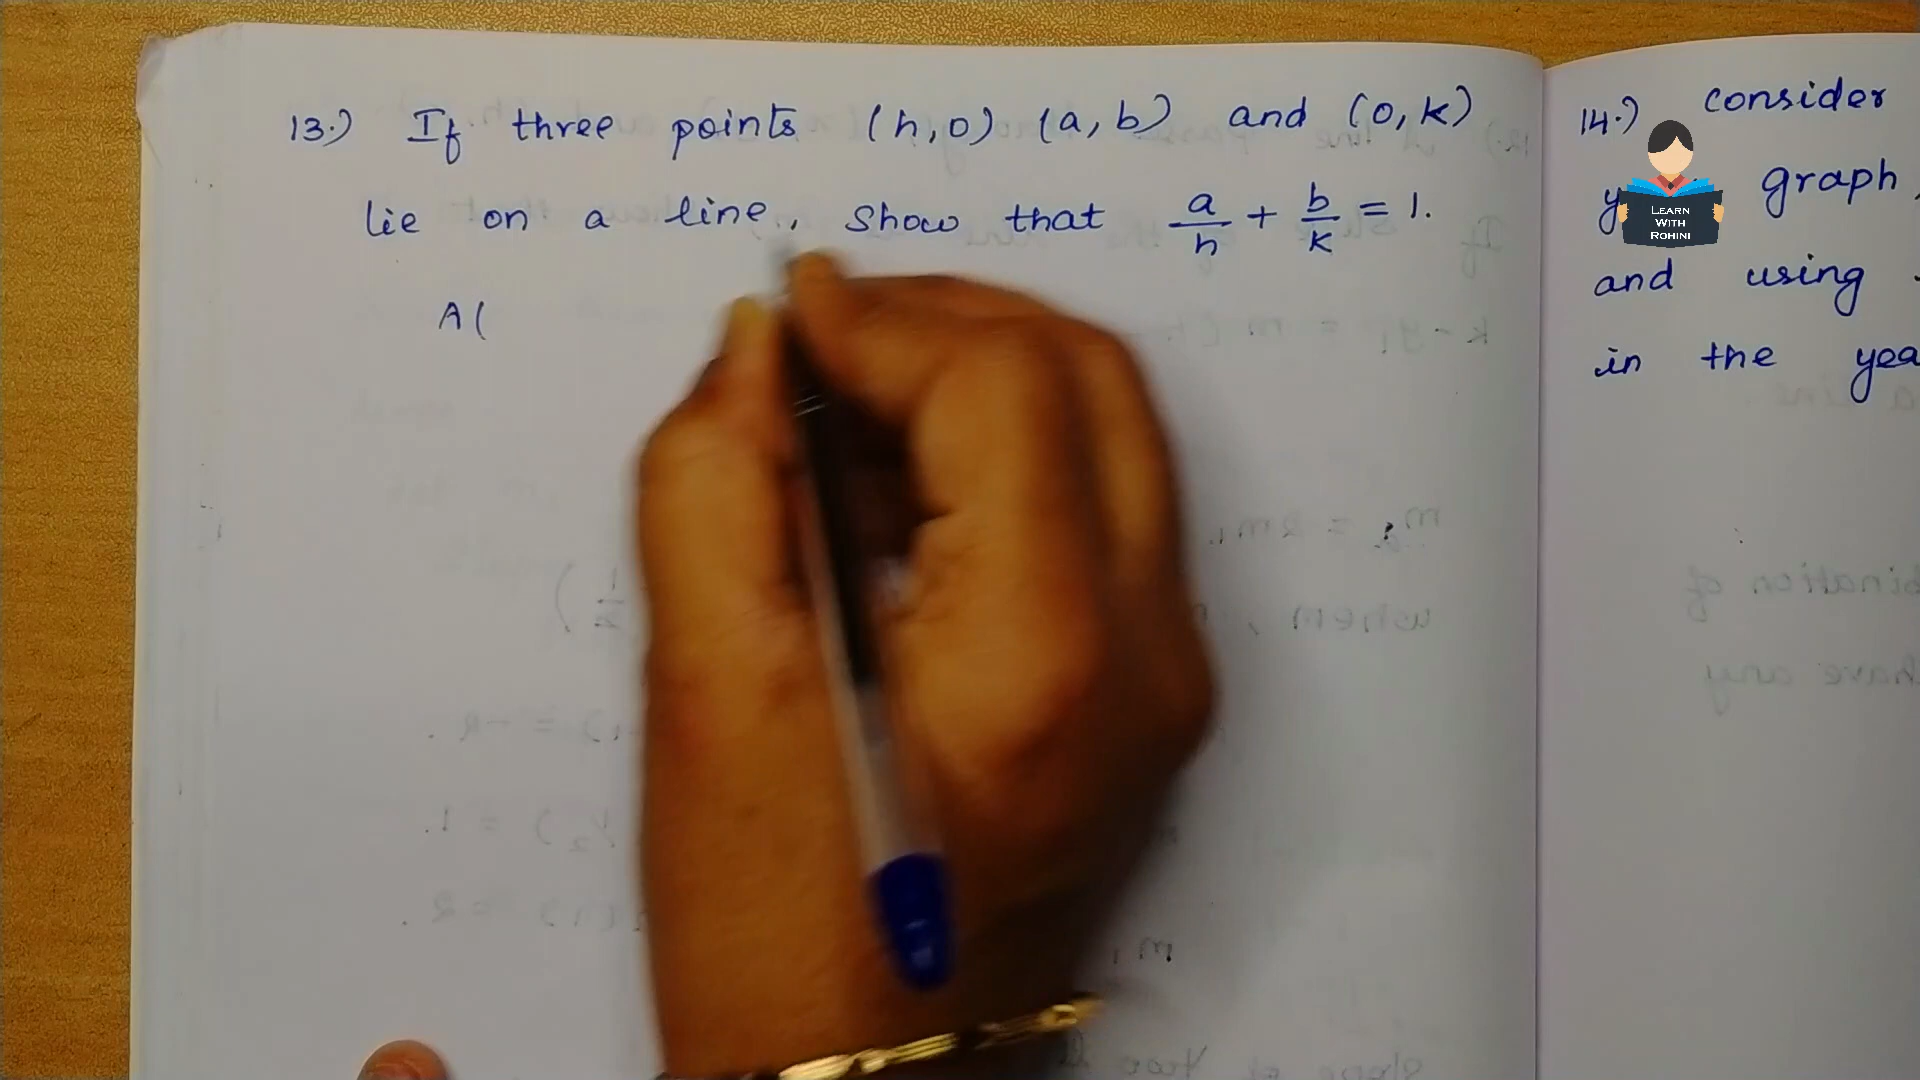 13.) If three points (h,0) (a,b) and (0,k)
lie on a line, show that a/h + b/k = 1.
A(
14.) consider
graph,
and using
in the yea
LEARN
WITH
ROHINI